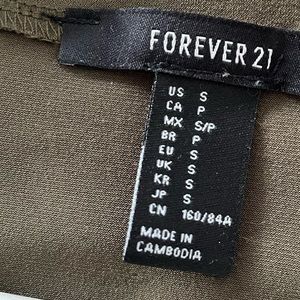 FOREVER 21
US S
CA P
MX S/P
BR P
EU S
UK S
KR S
JP S
CN 160/84A
MADE IN
CAMBODIA